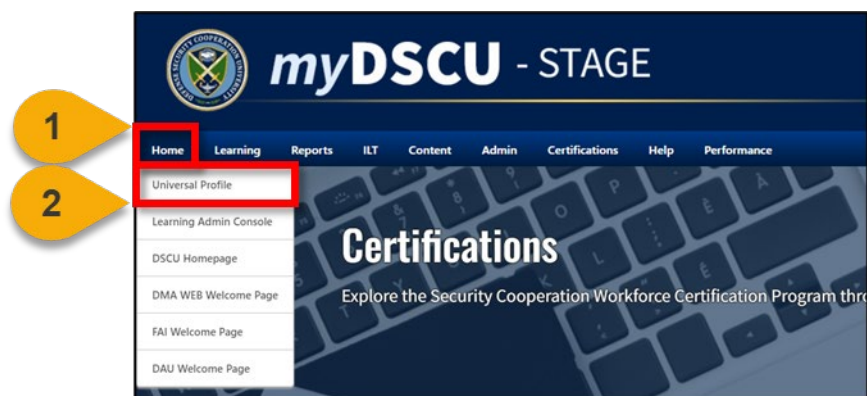 myDSCU - STAGE
1
Home Learning Reports ILT Content Admin Certifications Help Performance
2
Universal Profile
Learning Admin Console
DSCU Homepage
DMA WEB Welcome Page
FAI Welcome Page
DAU Welcome Page
Certifications
Explore the Security Cooperation Workforce Certification Program thro